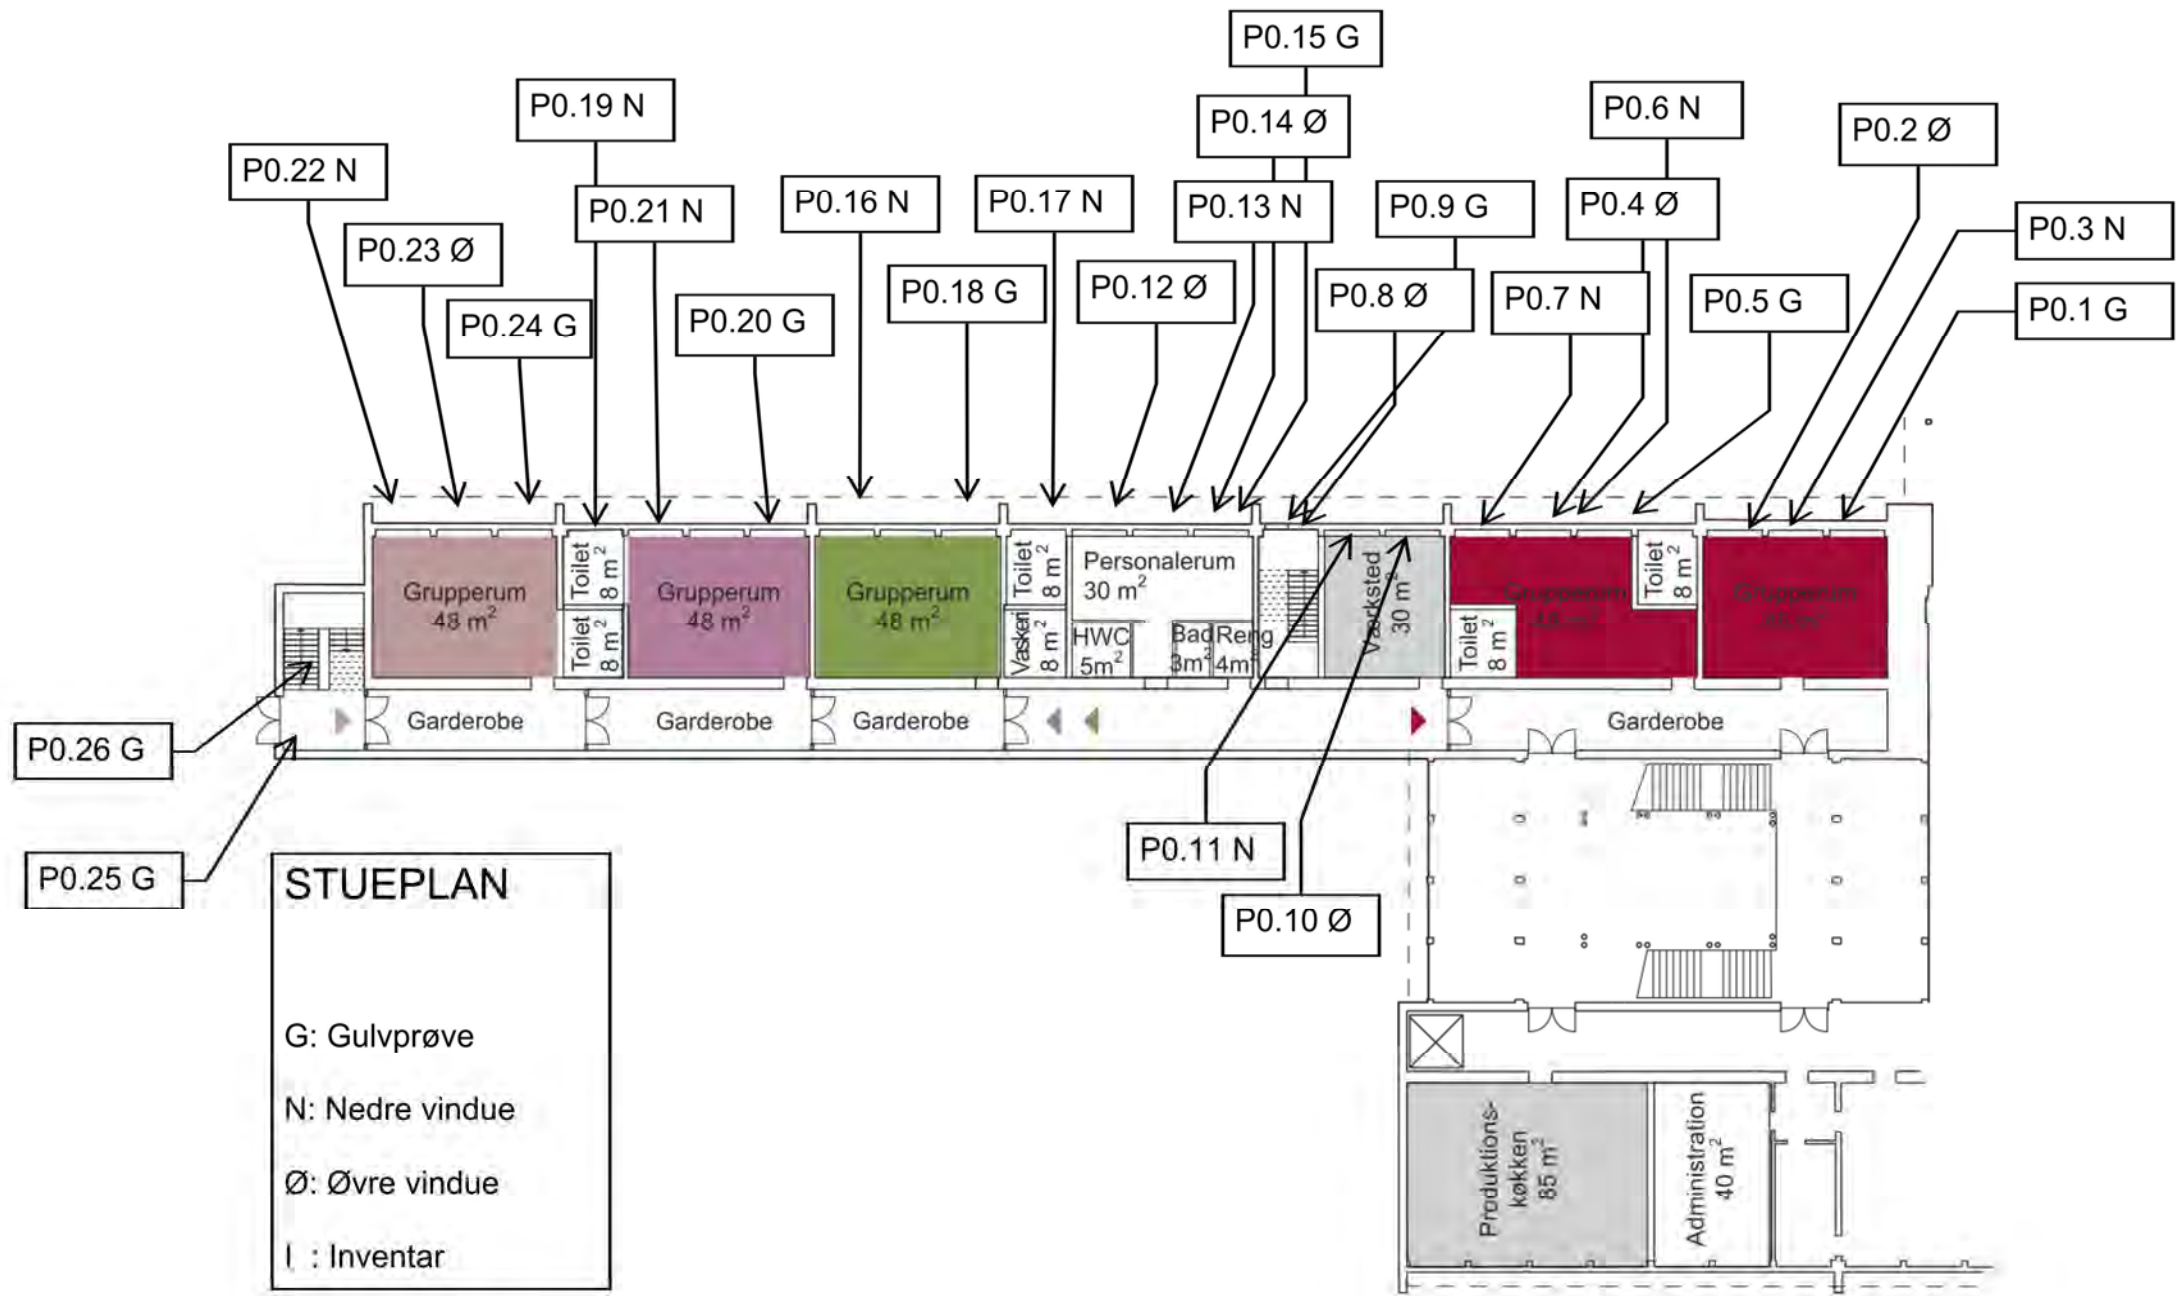 P0.15 G
P0.19 N
P0.14 Ø
P0.6 N
P0.2 Ø
P0.22 N
P0.21 N
P0.16 N
P0.17 N
P0.13 N
P0.9 G
P0.4 Ø
P0.3 N
P0.23 Ø
P0.24 G
P0.20 G
P0.18 G
P0.12 Ø
P0.8 Ø
P0.7 N
P0.5 G
P0.1 G
Grupperum
48 m²
Toilet
8 m²
Toilet
8 m²
Grupperum
48 m²
Grupperum
48 m²
Toilet
8 m²
Vaskeri
8 m²
Personalerum
30 m²
HWC
5m²
Bad
3m²
Reng
4m²
Værksted
30 m²
Toilet
8 m²
Grupperum
48 m²
Toilet
8 m²
Grupperum
Garderobe
Garderobe
Garderobe
Garderobe
P0.26 G
P0.25 G
P0.11 N
P0.10 Ø
STUEPLAN
G: Gulvprøve
N: Nedre vindue
Ø: Øvre vindue
I : Inventar
Produktions-
køkken
85 m²
Administration
40 m²